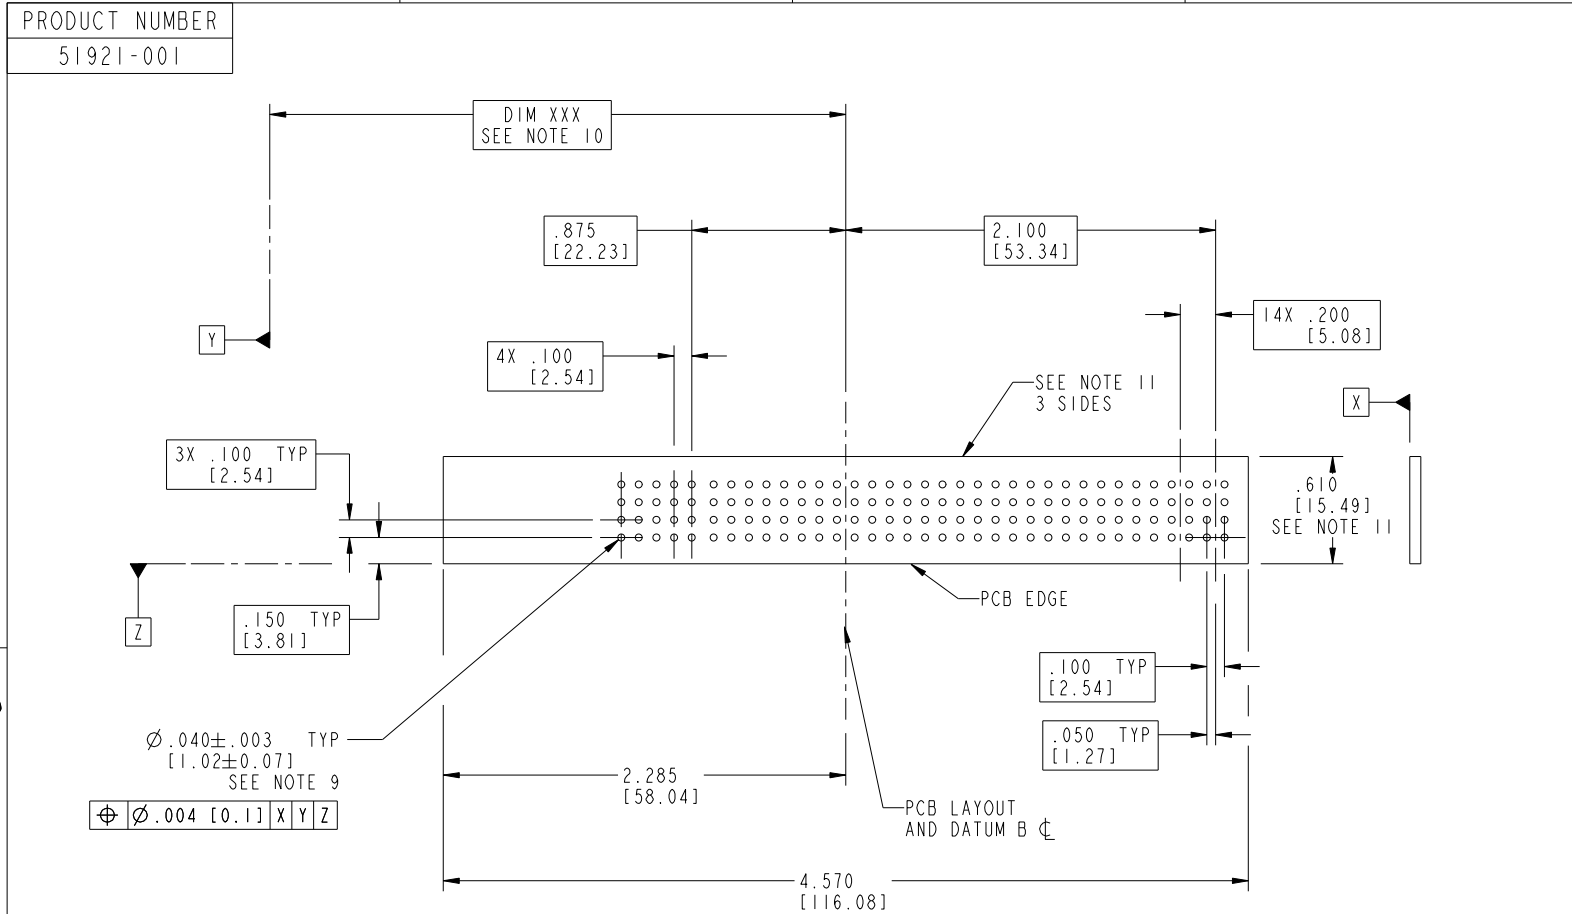 PRODUCT NUMBER
51921-001
DIM XXX
SEE NOTE 10
.875
[22.23]
2.100
[53.34]
14X .200
[5.08]
Y
4X .100
[2.54]
SEE NOTE 11
3 SIDES
X
3X .100 TYP
[2.54]
.610
[15.49]
SEE NOTE 11
PCB EDGE
Z
.150 TYP
[3.81]
.100 TYP
[2.54]
.050 TYP
[1.27]
Ø.040±.003 TYP
[1.02±0.07]
SEE NOTE 9
⌖ Ø.004 [0.1] X Y Z
2.285
[58.04]
PCB LAYOUT
AND DATUM B ℄
4.570
[116.08]